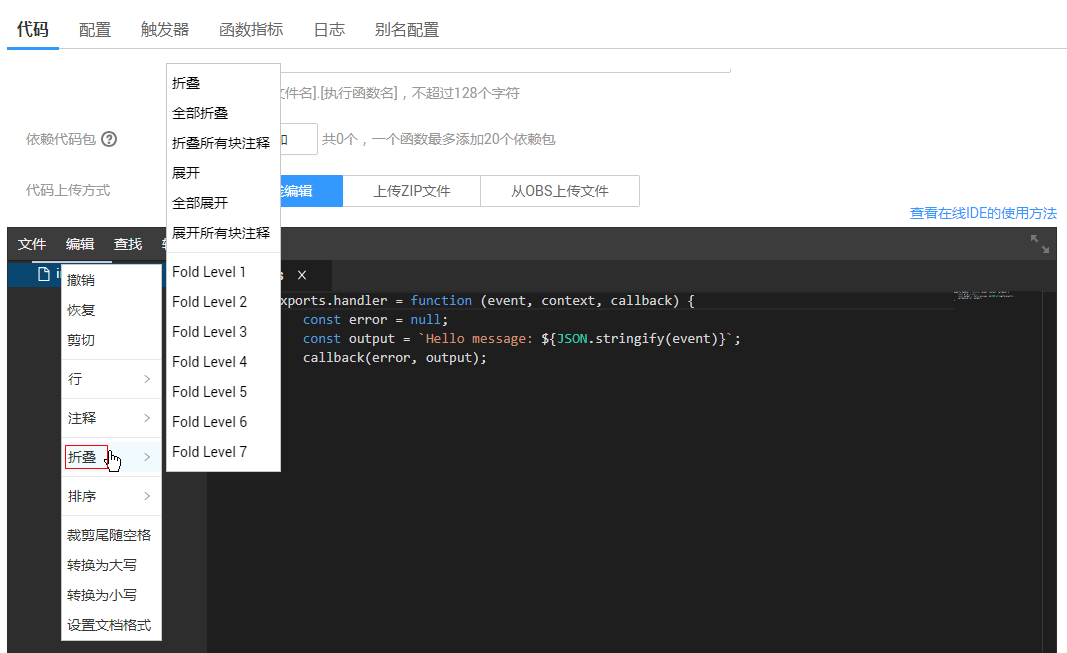 代码 配置 触发器 函数指标 日志 别名配置
件名].[执行函数名]，不超过128个字符
依赖代码包 ? 共0个，一个函数最多添加20个依赖包
代码上传方式 编辑 上传ZIP文件 从OBS上传文件
查看在线IDE的使用方法
文件 编辑 查找
撤销
恢复
剪切
行
注释
折叠
排序
裁剪尾随空格
转换为大写
转换为小写
设置文档格式
折叠
全部折叠
折叠所有块注释
展开
全部展开
展开所有块注释
Fold Level 1
Fold Level 2
Fold Level 3
Fold Level 4
Fold Level 5
Fold Level 6
Fold Level 7
xports.handler = function (event, context, callback) {
const error = null;
const output = `Hello message: ${JSON.stringify(event)}`;
callback(error, output);